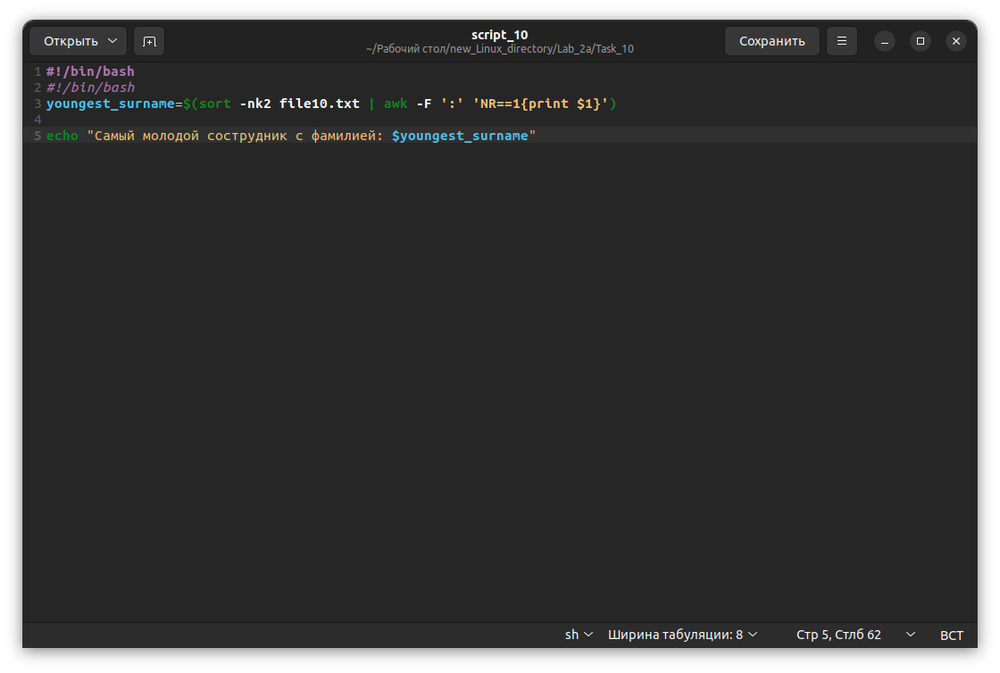 Открыть
script_10
~/Рабочий стол/new_Linux_directory/Lab_2a/Task_10
Сохранить
1 #!/bin/bash
2 #!/bin/bash
3 youngest_surname=$(sort -nk2 file10.txt | awk -F ':' 'NR==1{print $1}')
4
5 echo "Самый молодой сострудник с фамилией: $youngest_surname"
sh Ширина табуляции: 8 Стр 5, Стлб 62 ВСТ